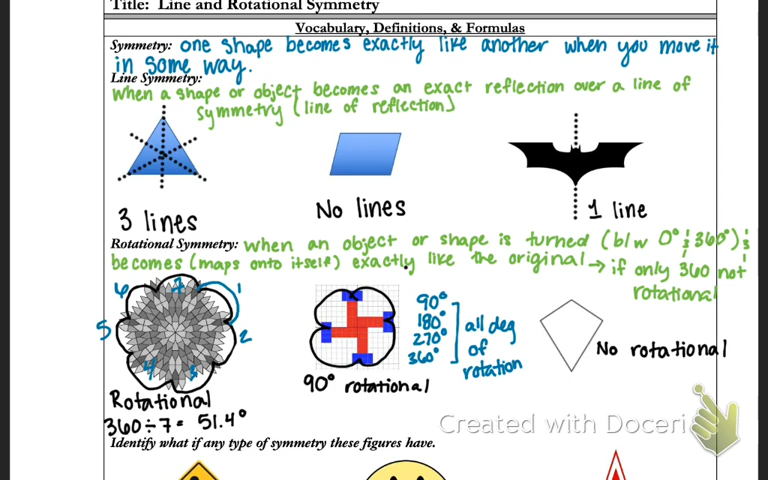 Title: Line and Rotational Symmetry
Vocabulary, Definitions, & Formulas
Symmetry: one shape becomes exactly like another when you move it
in some way.
Line Symmetry:
when a shape or object becomes an exact reflection over a line of
symmetry (line of reflection)
3 lines
No lines
1 line
Rotational Symmetry: when an object or shape is turned (b/w 0° & 360°) &
becomes (maps onto itself) exactly like the original → if only 360 not
rotational
6 7 1
5 2
4 3
Rotational
360÷7= 51.4°
90°
180°
270°
360°
all deg
of
rotation
90° rotational
No rotational
Created with Doceri
Identify what if any type of symmetry these figures have.